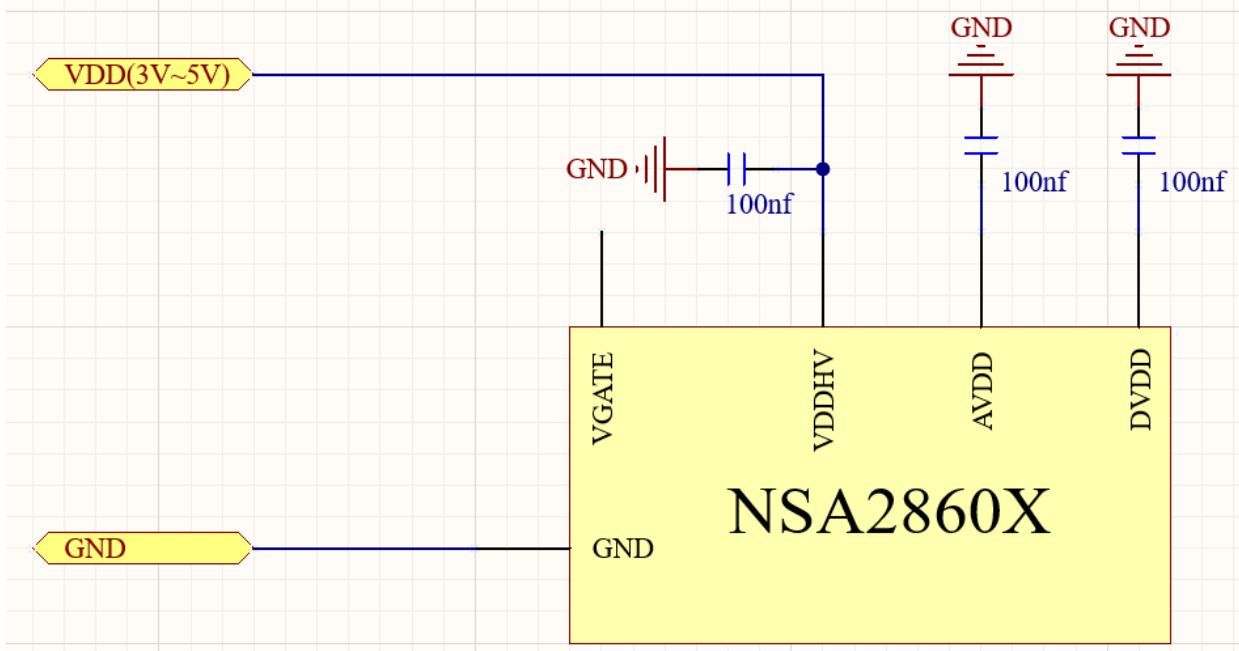 GND
GND
VDD(3V~5V)
GND
100nf
100nf
100nf
VGATE
VDDHV
AVDD
DVDD
NSA2860X
GND
GND